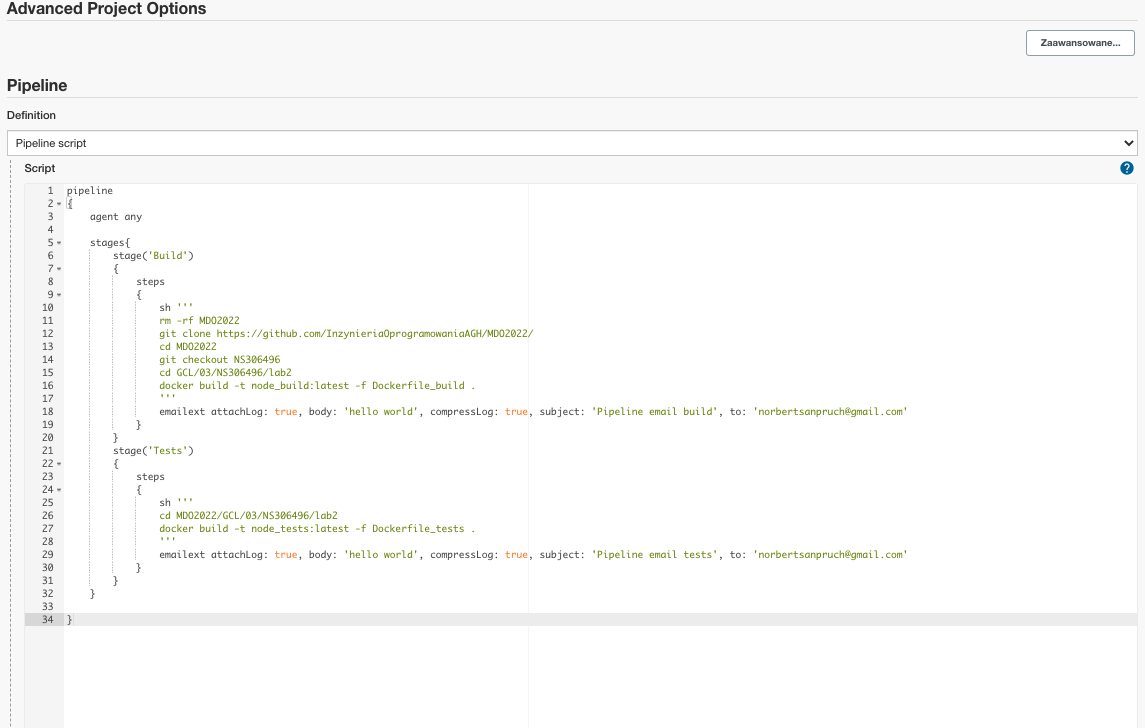 Advanced Project Options
Zaawansowane...
Pipeline
Definition
Pipeline script
Script
?
1 pipeline
2 {
3     agent any
4
5     stages{
6         stage('Build')
7         {
8             steps
9             {
10                 sh '''
11                 rm -rf MDO2022
12                 git clone https://github.com/InzynieriaOprogramowaniaAGH/MDO2022/
13                 cd MDO2022
14                 git checkout NS306496
15                 cd GCL/03/NS306496/lab2
16                 docker build -t node_build:latest -f Dockerfile_build .
17                 '''
18                 emailext attachLog: true, body: 'hello world', compressLog: true, subject: 'Pipeline email build', to: 'norbertsanpruch@gmail.com'
19             }
20         }
21         stage('Tests')
22         {
23             steps
24             {
25                 sh '''
26                 cd MDO2022/GCL/03/NS306496/lab2
27                 docker build -t node_tests:latest -f Dockerfile_tests .
28                 '''
29                 emailext attachLog: true, body: 'hello world', compressLog: true, subject: 'Pipeline email tests', to: 'norbertsanpruch@gmail.com'
30             }
31         }
32     }
33
34 }